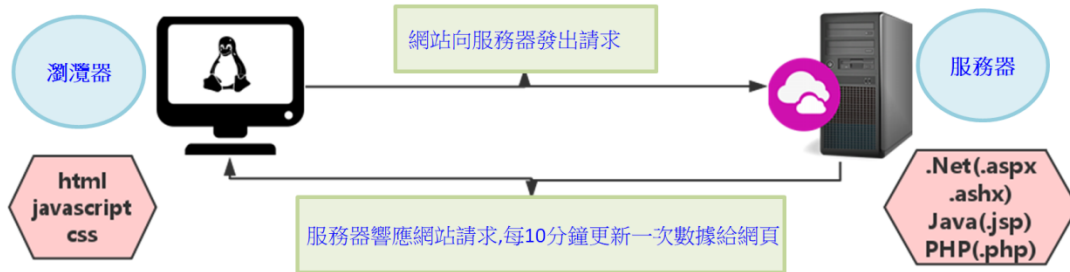 網站向服務器發出請求
瀏灠器
服務器
html
javascript
css
.Net(.aspx
.ashx)
Java(.jsp)
PHP(.php)
服務器響應網站請求,每10分鐘更新一次數據給網頁